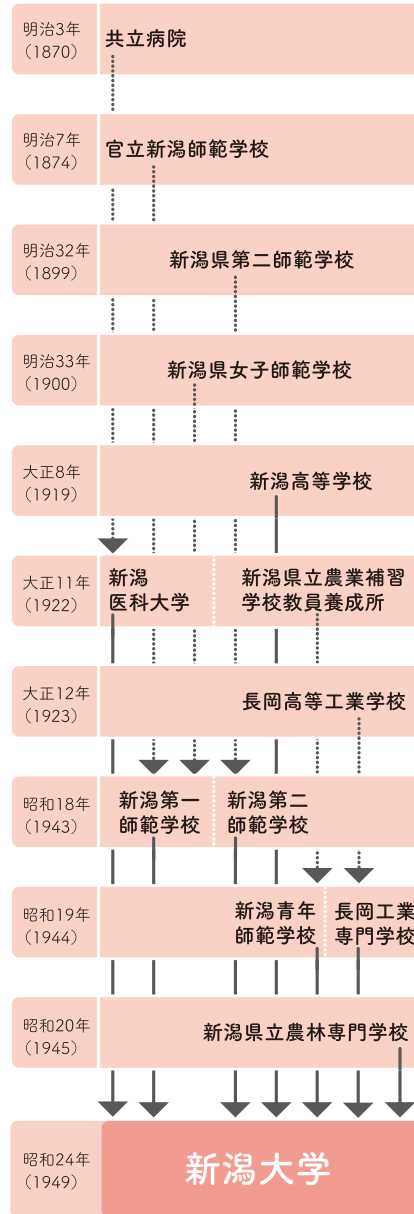 明治3年
（1870）
共立病院
明治7年
（1874）
官立新潟師範学校
明治32年
（1899）
新潟県第二師範学校
明治33年
（1900）
新潟県女子師範学校
大正8年
（1919）
新潟高等学校
大正11年
（1922）
新潟
医科大学
新潟県立農業補習
学校教員養成所
大正12年
（1923）
長岡高等工業学校
昭和18年
（1943）
新潟第一
師範学校
新潟第二
師範学校
昭和19年
（1944）
新潟青年
師範学校
長岡工業
専門学校
昭和20年
（1945）
新潟県立農林専門学校
昭和24年
（1949）
新潟大学